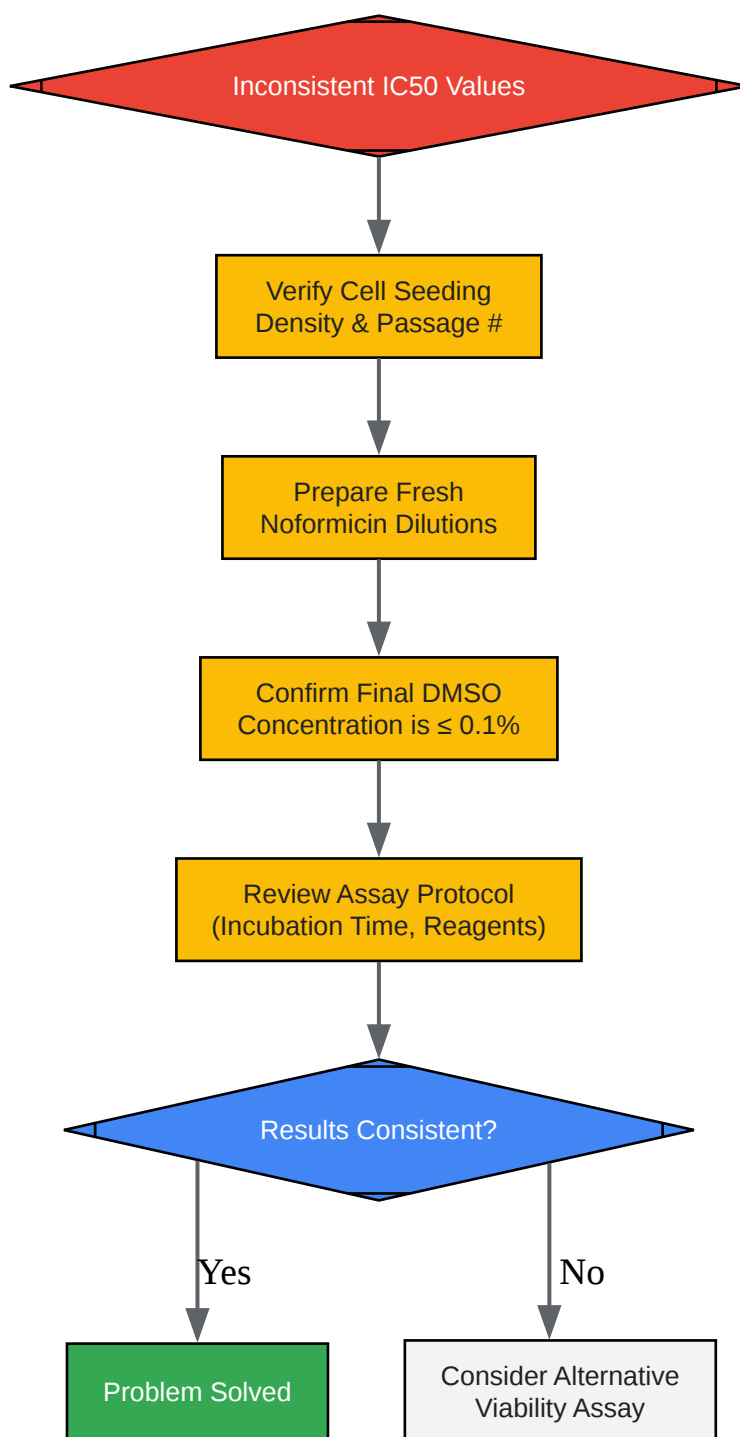 Inconsistent IC50 Values
Verify Cell Seeding
Density & Passage #
Prepare Fresh
Noformicin Dilutions
Confirm Final DMSO
Concentration is ≤ 0.1%
Review Assay Protocol
(Incubation Time, Reagents)
Results Consistent?
Yes
No
Problem Solved
Consider Alternative
Viability Assay